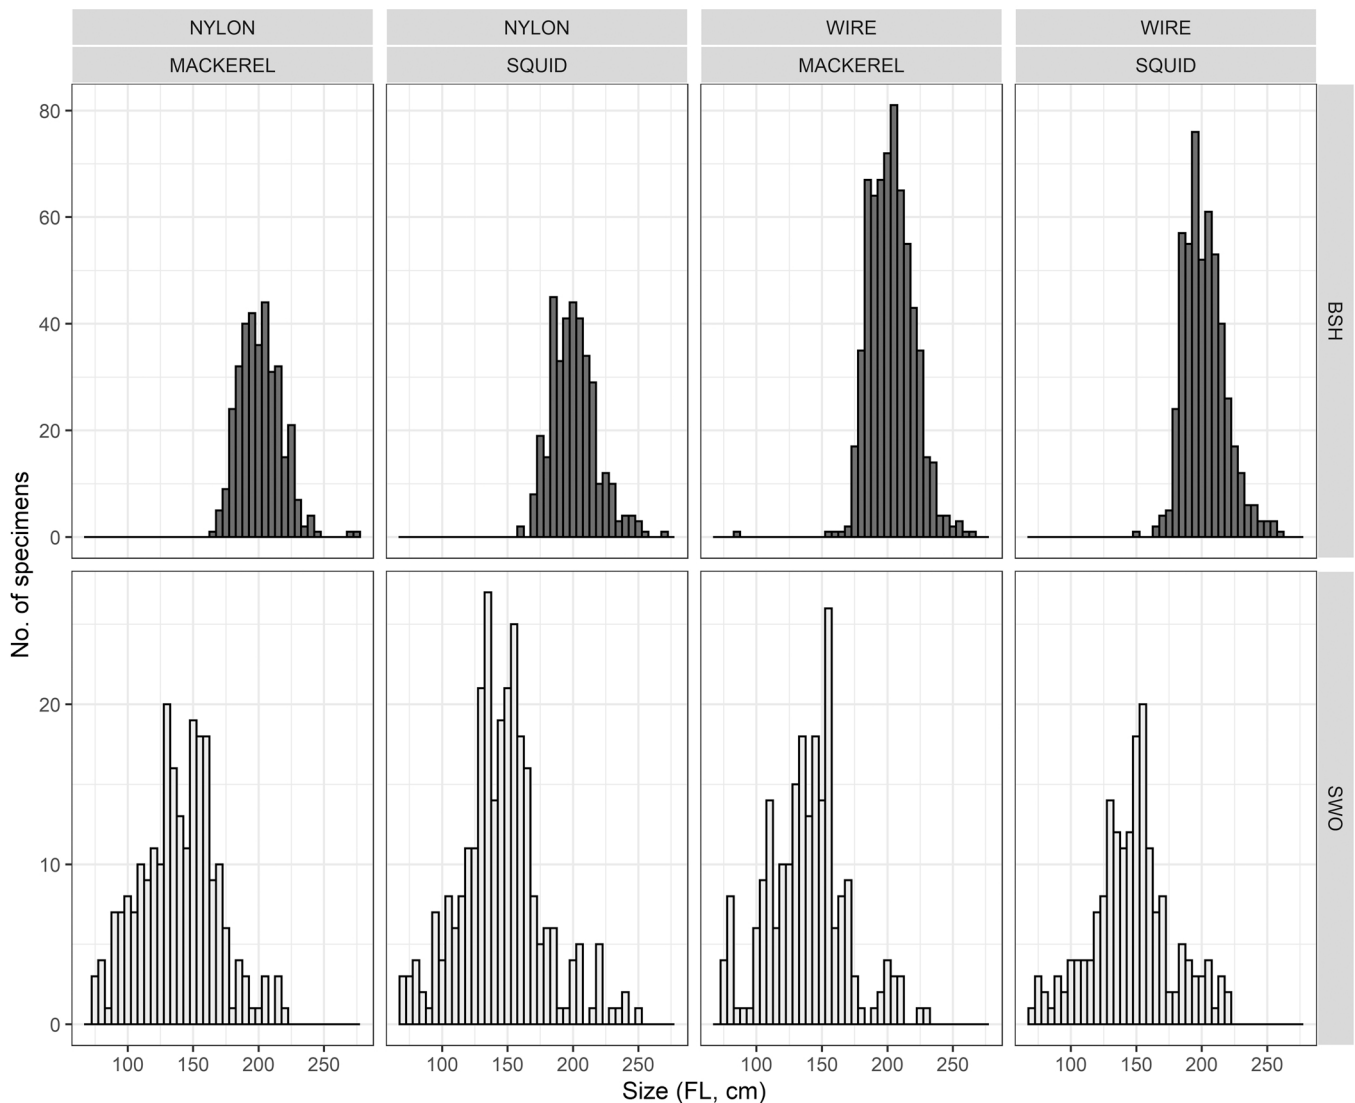 NYLON NYLON WIRE WIRE
MACKEREL SQUID MACKEREL SQUID
80
60
40
20
0
BSH
No. of specimens
20
10
0
SWO
100 150 200 250 100 150 200 250 100 150 200 250 100 150 200 250
Size (FL, cm)